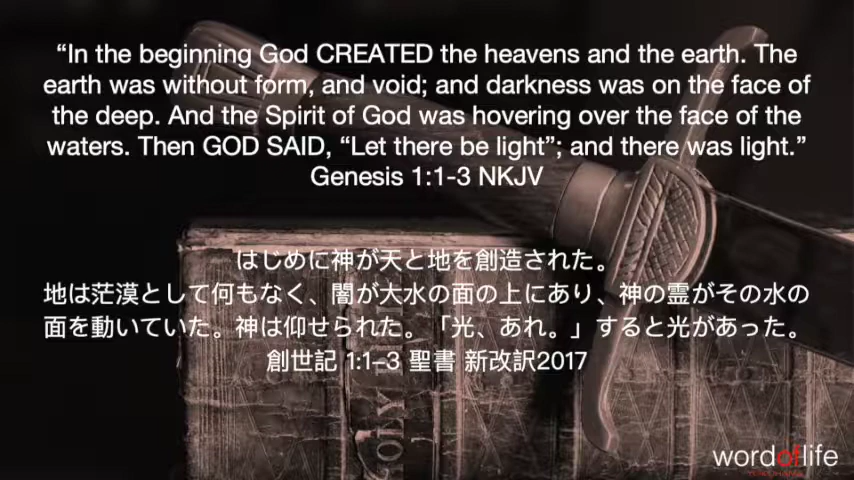 “In the beginning God CREATED the heavens and the earth. The
earth was without form, and void; and darkness was on the face of
the deep. And the Spirit of God was hovering over the face of the
waters. Then GOD SAID, “Let there be light”; and there was light.”
Genesis 1:1-3 NKJV
はじめに神が天と地を創造された。
地は茫漠として何もなく、闇が大水の面の上にあり、神の霊がその水の
面を動いていた。神は仰せられた。「光、あれ。」すると光があった。
創世記 1:1–3 聖書 新改訳2017
HOLY
wordoflife